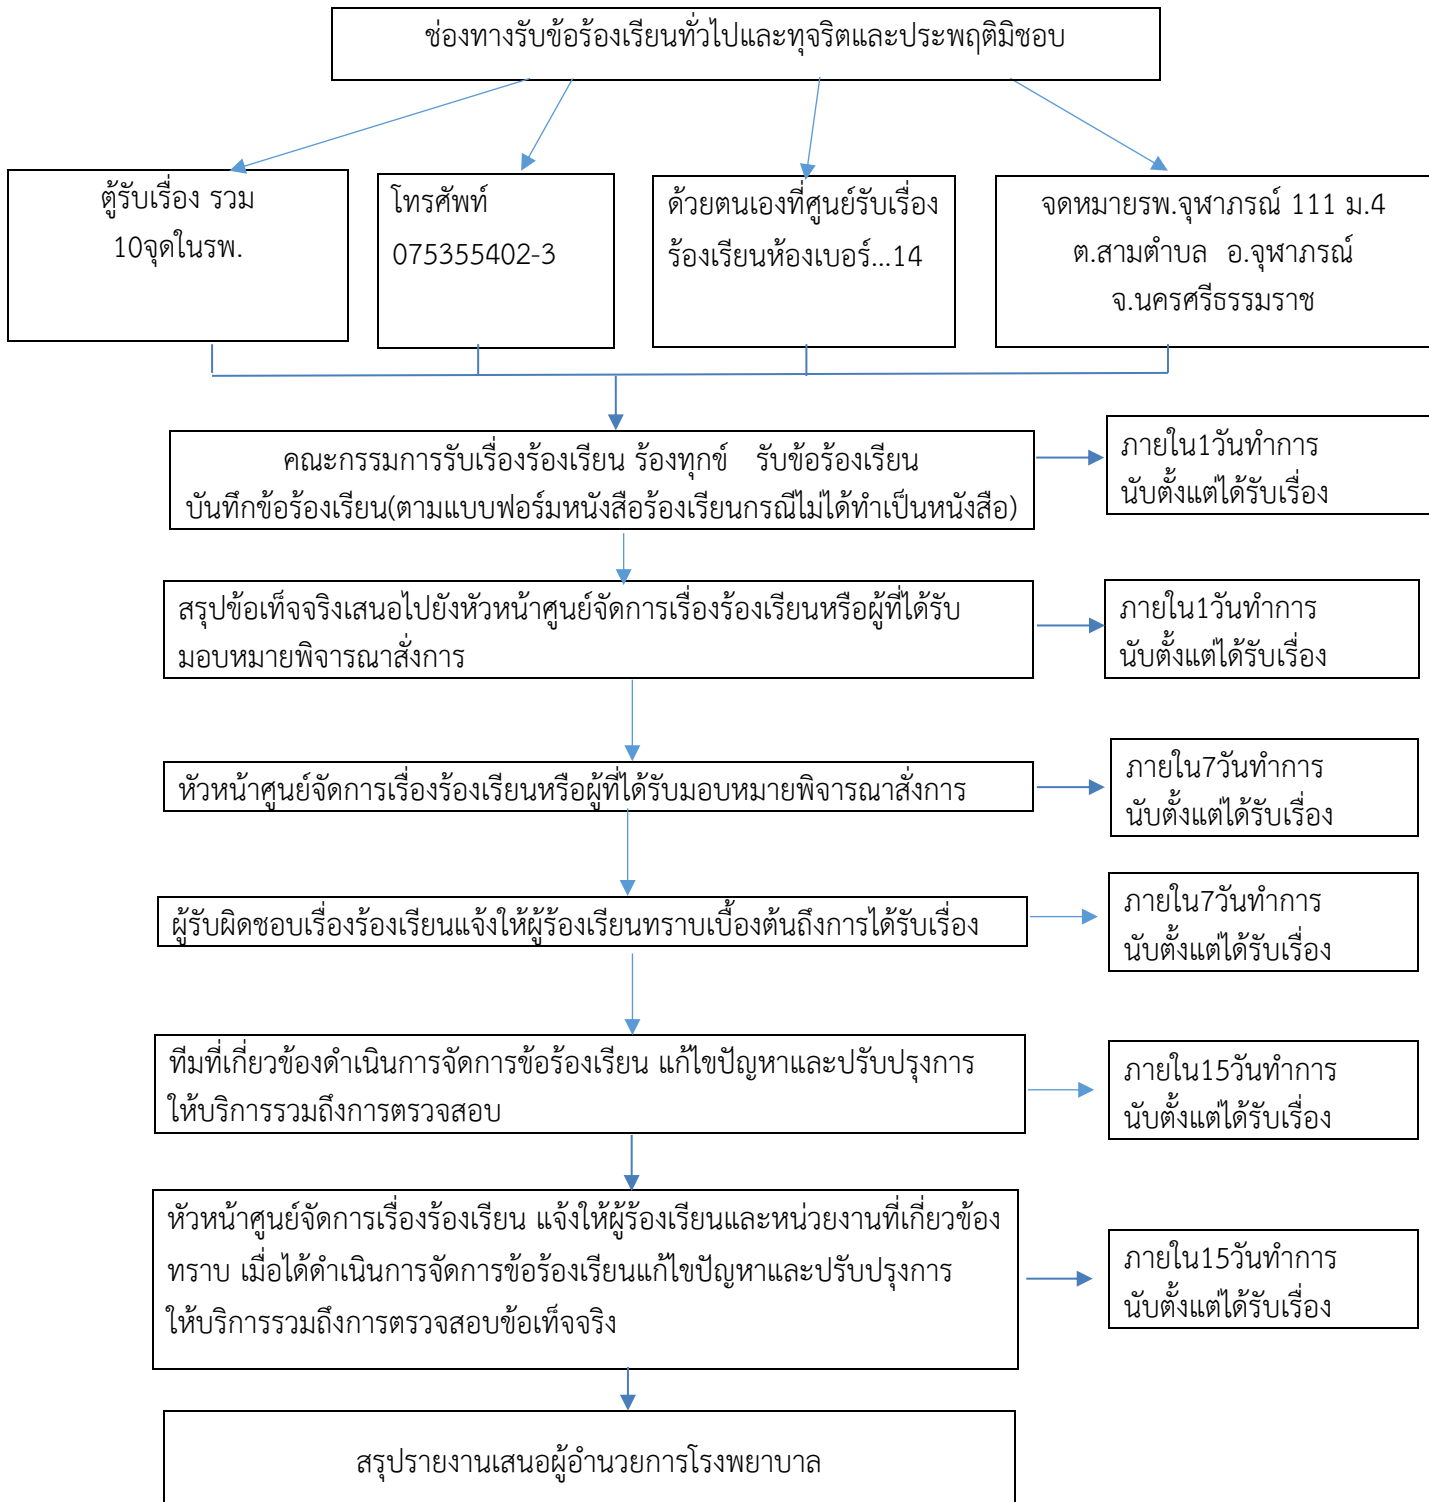 ช่องทางรับข้อร้องเรียนทั่วไปและทุจริตและประพฤติมิชอบ
ตู้รับเรื่อง รวม
10จุดในรพ.
โทรศัพท์
075355402-3
ด้วยตนเองที่ศูนย์รับเรื่อง
ร้องเรียนห้องเบอร์...14
จดหมายรพ.จุฬาภรณ์ 111 ม.4
ต.สามตำบล อ.จุฬาภรณ์
จ.นครศรีธรรมราช
คณะกรรมการรับเรื่องร้องเรียน ร้องทุกข์ รับข้อร้องเรียน
บันทึกข้อร้องเรียน(ตามแบบฟอร์มหนังสือร้องเรียนกรณีไม่ได้ทำเป็นหนังสือ)
ภายใน1วันทำการ
นับตั้งแต่ได้รับเรื่อง
สรุปข้อเท็จจริงเสนอไปยังหัวหน้าศูนย์จัดการเรื่องร้องเรียนหรือผู้ที่ได้รับ
มอบหมายพิจารณาสั่งการ
ภายใน1วันทำการ
นับตั้งแต่ได้รับเรื่อง
หัวหน้าศูนย์จัดการเรื่องร้องเรียนหรือผู้ที่ได้รับมอบหมายพิจารณาสั่งการ
ภายใน7วันทำการ
นับตั้งแต่ได้รับเรื่อง
ผู้รับผิดชอบเรื่องร้องเรียนแจ้งให้ผู้ร้องเรียนทราบเบื้องต้นถึงการได้รับเรื่อง
ภายใน7วันทำการ
นับตั้งแต่ได้รับเรื่อง
ทีมที่เกี่ยวข้องดำเนินการจัดการข้อร้องเรียน แก้ไขปัญหาและปรับปรุงการ
ให้บริการรวมถึงการตรวจสอบ
ภายใน15วันทำการ
นับตั้งแต่ได้รับเรื่อง
หัวหน้าศูนย์จัดการเรื่องร้องเรียน แจ้งให้ผู้ร้องเรียนและหน่วยงานที่เกี่ยวข้อง
ทราบ เมื่อได้ดำเนินการจัดการข้อร้องเรียนแก้ไขปัญหาและปรับปรุงการ
ให้บริการรวมถึงการตรวจสอบข้อเท็จจริง
ภายใน15วันทำการ
นับตั้งแต่ได้รับเรื่อง
สรุปรายงานเสนอผู้อำนวยการโรงพยาบาล